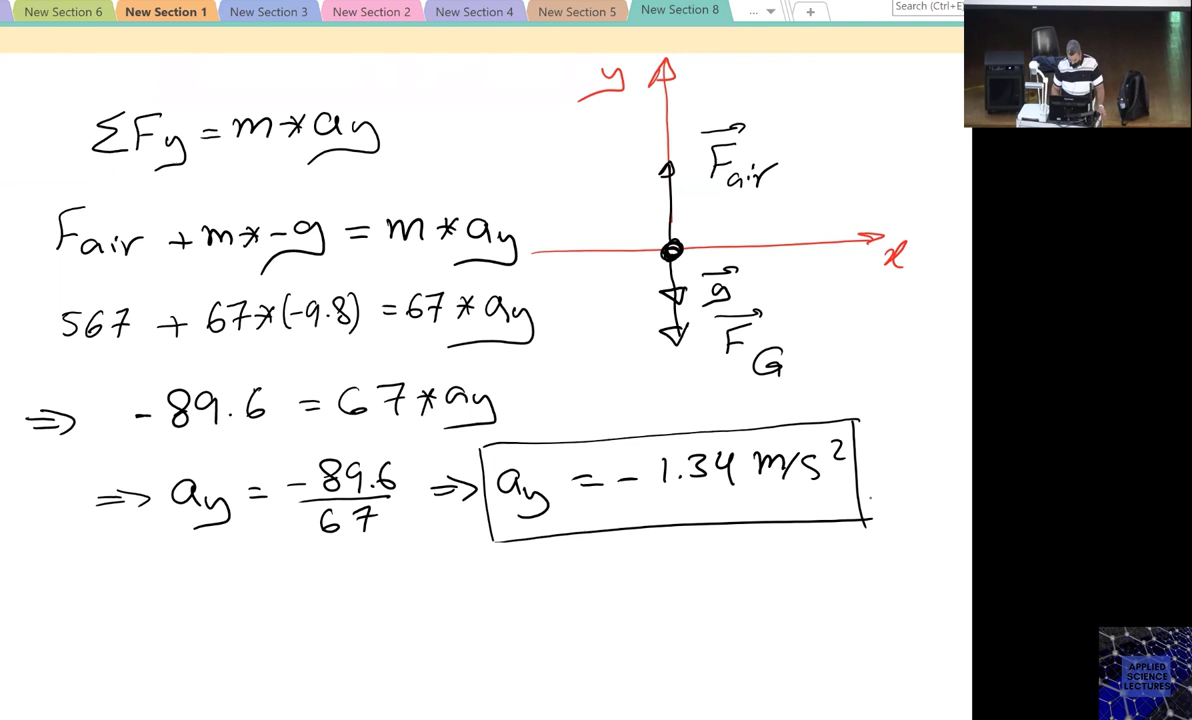 New Section 6
New Section 1
New Section 3
New Section 2
New Section 4
New Section 5
New Section 8
...
+
Search (Ctrl+E)
ΣFy = m*ay
Fair + m*-g = m*ay
567 + 67*(-9.8) = 67*ay
⇒ -89.6 = 67*ay
⇒ ay = -89.6/67 ⇒ ay = -1.34 m/s²
y
F⃗air
x
g⃗
F⃗G
APPLIED
SCIENCE
LECTURES